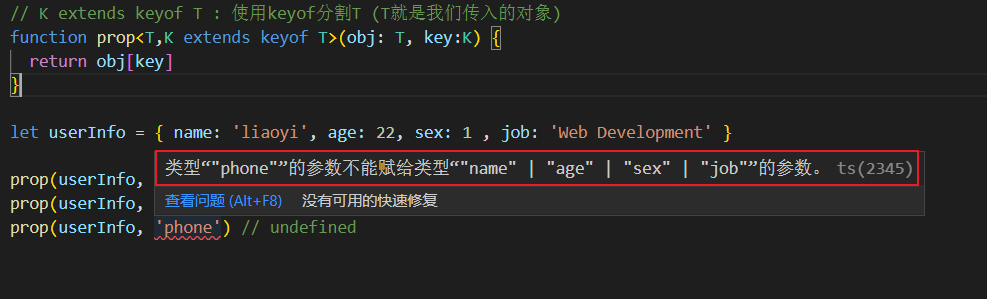 // K extends keyof T : 使用keyof分割T (T就是我们传入的对象)
function prop<T,K extends keyof T>(obj: T, key:K) {
  return obj[key]
}
let userInfo = { name: 'liaoyi', age: 22, sex: 1 , job: 'Web Development' }
类型“"phone"”的参数不能赋给类型“"name" | "age" | "sex" | "job"”的参数。 ts(2345)
prop(userInfo,
查看问题 (Alt+F8) 没有可用的快速修复
prop(userInfo,
prop(userInfo, 'phone') // undefined